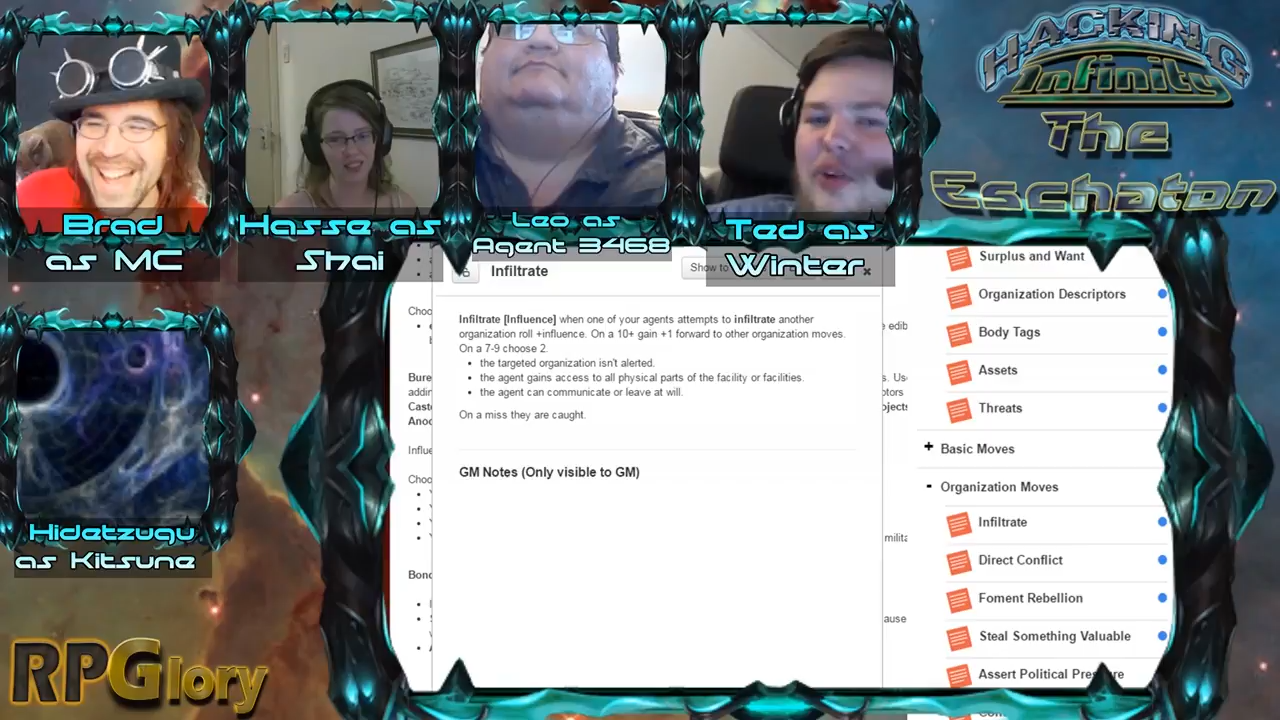 HACKING
Infinity
The
Eschaton
Brad
as MC
Hasse as
Shai
Leo as
Agent 3468
Ted as
Winter
Hidetzugu
as Kitsune
RPGlory
Infiltrate
Show to
×
Infiltrate [Influence] when one of your agents attempts to infiltrate another
organization roll +influence. On a 10+ gain +1 forward to other organization moves.
On a 7-9 choose 2.
• the targeted organization isn't alerted.
• the agent gains access to all physical parts of the facility or facilities.
• the agent can communicate or leave at will.
On a miss they are caught.
GM Notes (Only visible to GM)
Surplus and Want
Organization Descriptors
Body Tags
Assets
Threats
+ Basic Moves
- Organization Moves
Infiltrate
Direct Conflict
Foment Rebellion
Steal Something Valuable
Assert Political Pressure